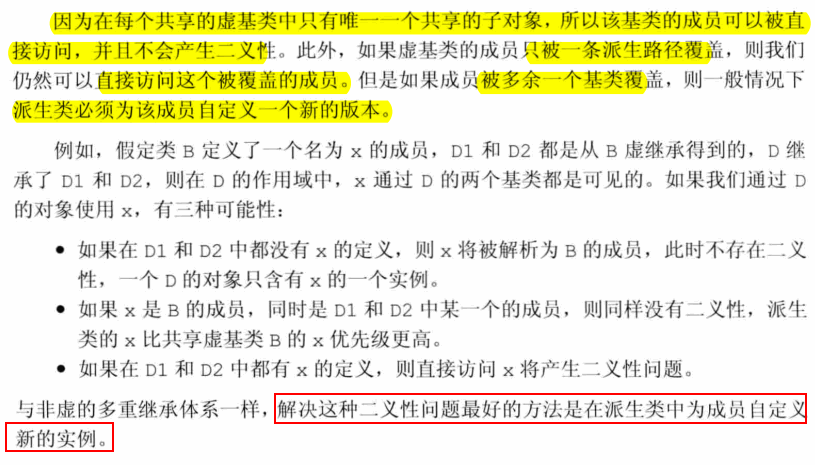 因为在每个共享的虚基类中只有唯一一个共享的子对象，所以该基类的成员可以被直
接访问，并且不会产生二义性。此外，如果虚基类的成员只被一条派生路径覆盖，则我们
仍然可以直接访问这个被覆盖的成员。但是如果成员被多余一个基类覆盖，则一般情况下
派生类必须为该成员自定义一个新的版本。
例如，假定类 B 定义了一个名为 x 的成员，D1 和 D2 都是从 B 虚继承得到的，D 继
承了 D1 和 D2，则在 D 的作用域中，x 通过 D 的两个基类都是可见的。如果我们通过 D
的对象使用 x，有三种可能性：
● 如果在 D1 和 D2 中都没有 x 的定义，则 x 将被解析为 B 的成员，此时不存在二义
性，一个 D 的对象只含有 x 的一个实例。
● 如果 x 是 B 的成员，同时是 D1 和 D2 中某一个的成员，则同样没有二义性，派生
类的 x 比共享虚基类 B 的 x 优先级更高。
● 如果在 D1 和 D2 中都有 x 的定义，则直接访问 x 将产生二义性问题。
与非虚的多重继承体系一样，解决这种二义性问题最好的方法是在派生类中为成员自定义
新的实例。